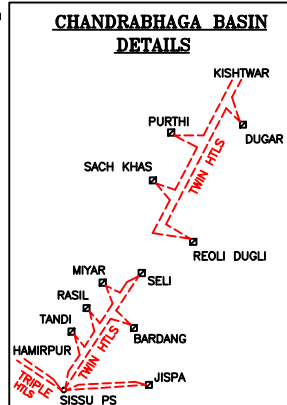 CHANDRABHAGA BASIN
DETAILS
KISHTWAR
PURTHI
DUGAR
SACH KHAS
TWIN HTLS
REOLI DUGLI
MIYAR
SELI
RASIL
TANDI
TWIN HTLS
BARDANG
HAMIRPUR
TRIPLE
HTLS
JISPA
SISSU PS